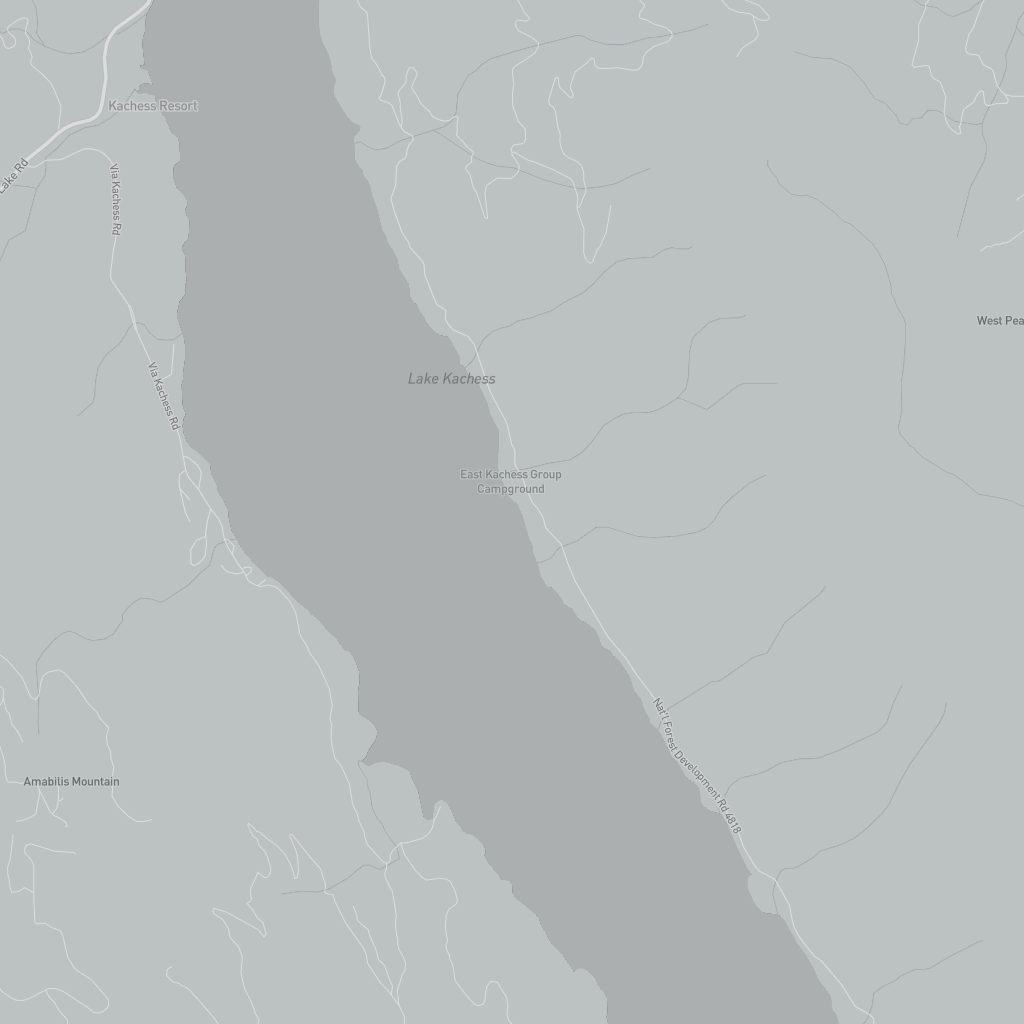 Kachess Resort
Lake Rd
Via Kachess Rd
West Pea
Via Kachess Rd
Lake Kachess
East Kachess Group
Campground
Nat'l Forest Development Rd 4818
Amabilis Mountain